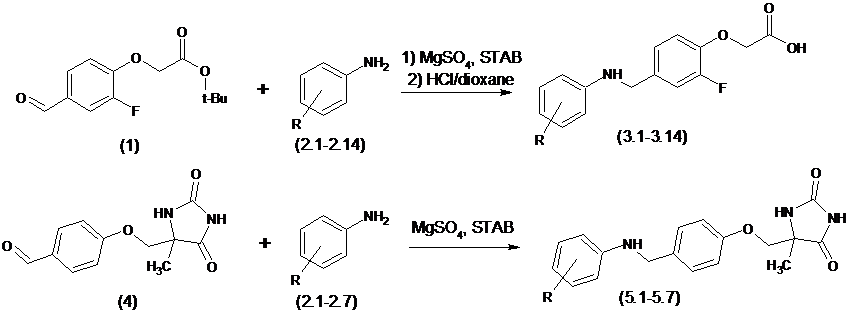 O
O
O
O
t-Bu
F
O
(1)
+
NH2
R
(2.1-2.14)
1) MgSO4, STAB
2) HCl/dioxane
O
O
OH
F
NH
R
(3.1-3.14)
O
HN
NH
O
O
O
H3C
(4)
+
NH2
R
(2.1-2.7)
MgSO4, STAB
O
HN
NH
O
O
H3C
NH
R
(5.1-5.7)